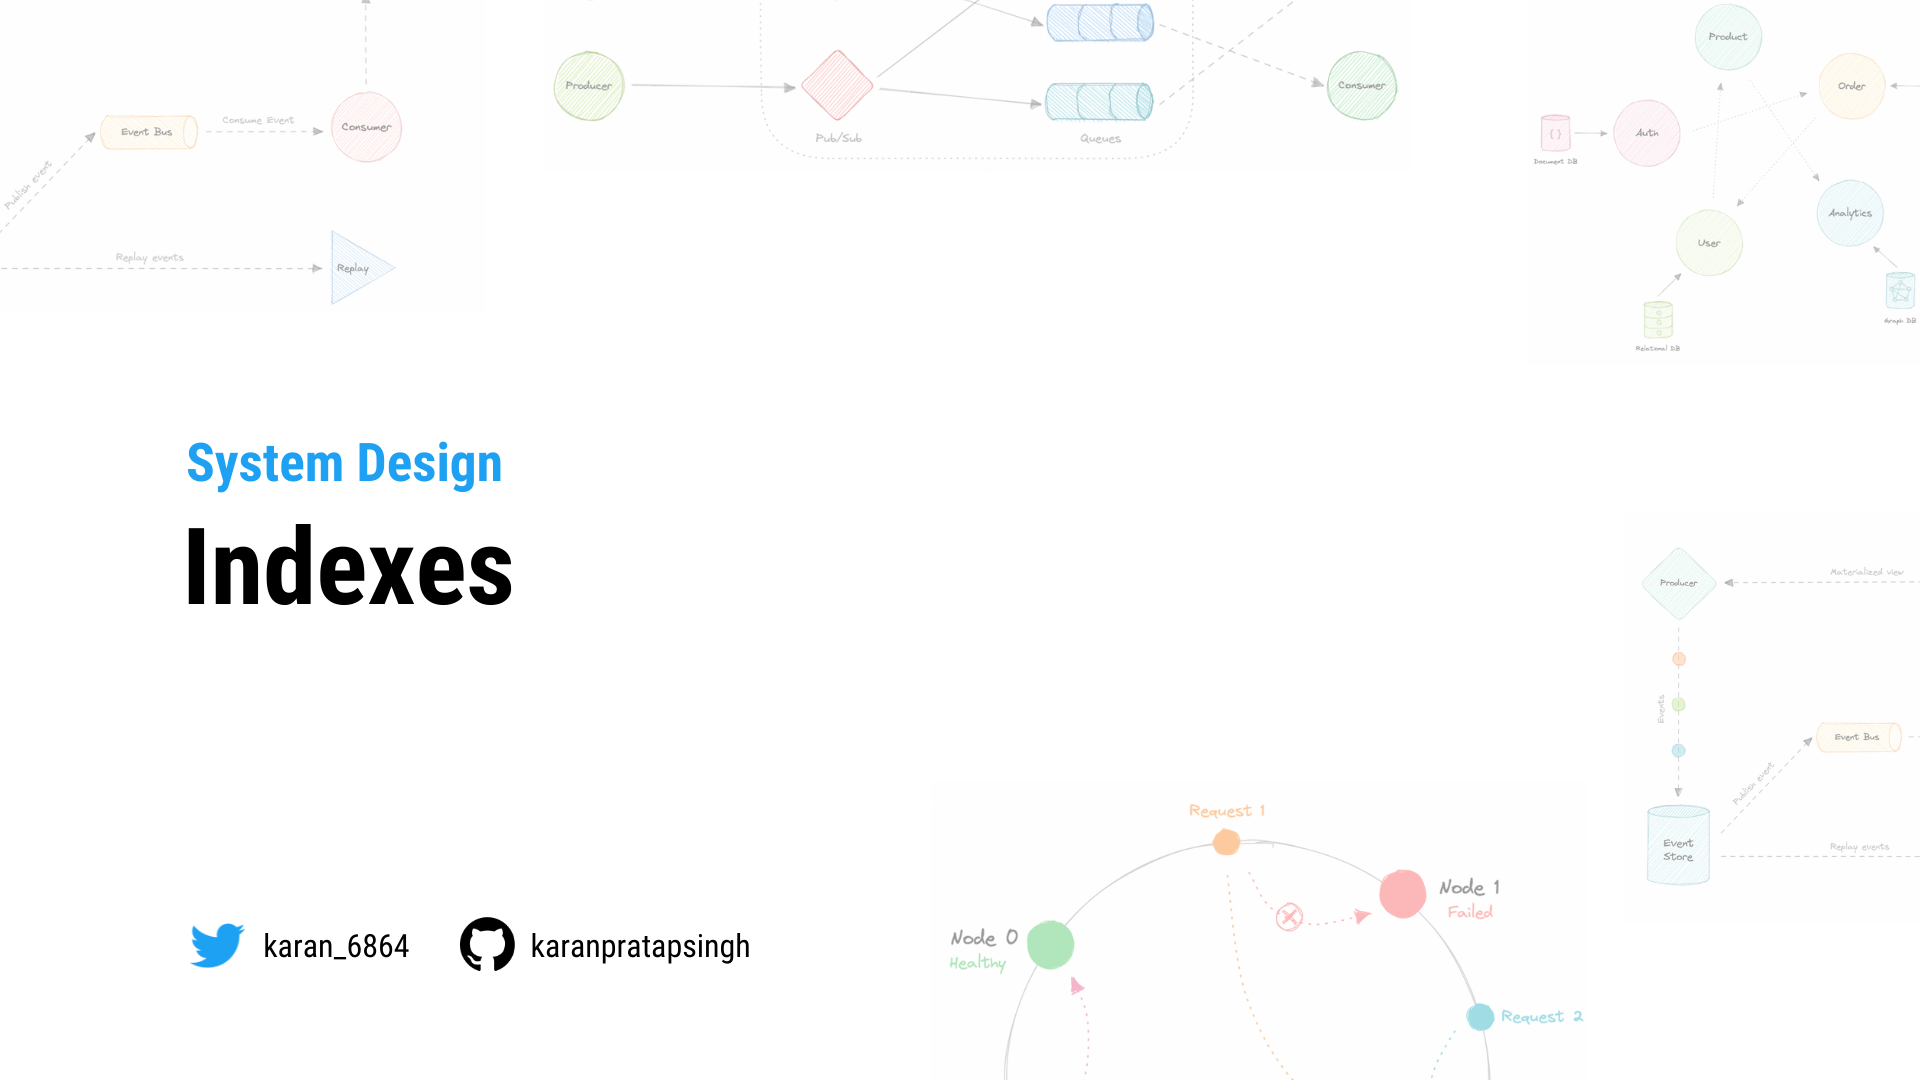 Event Bus
Consume Event
Consumer
Publish event
Replay events
Replay
Producer
Pub/Sub
Queues
Consumer
Product
Order
Auth
Document DB
Analytics
User
Graph DB
Relational DB
System Design
Indexes
Producer
Materialized view
Events
Event Bus
Publish event
Event
Store
Replay events
Request 1
Node 1
Failed
Node 0
Healthy
Request 2
karan_6864
karanpratapsingh